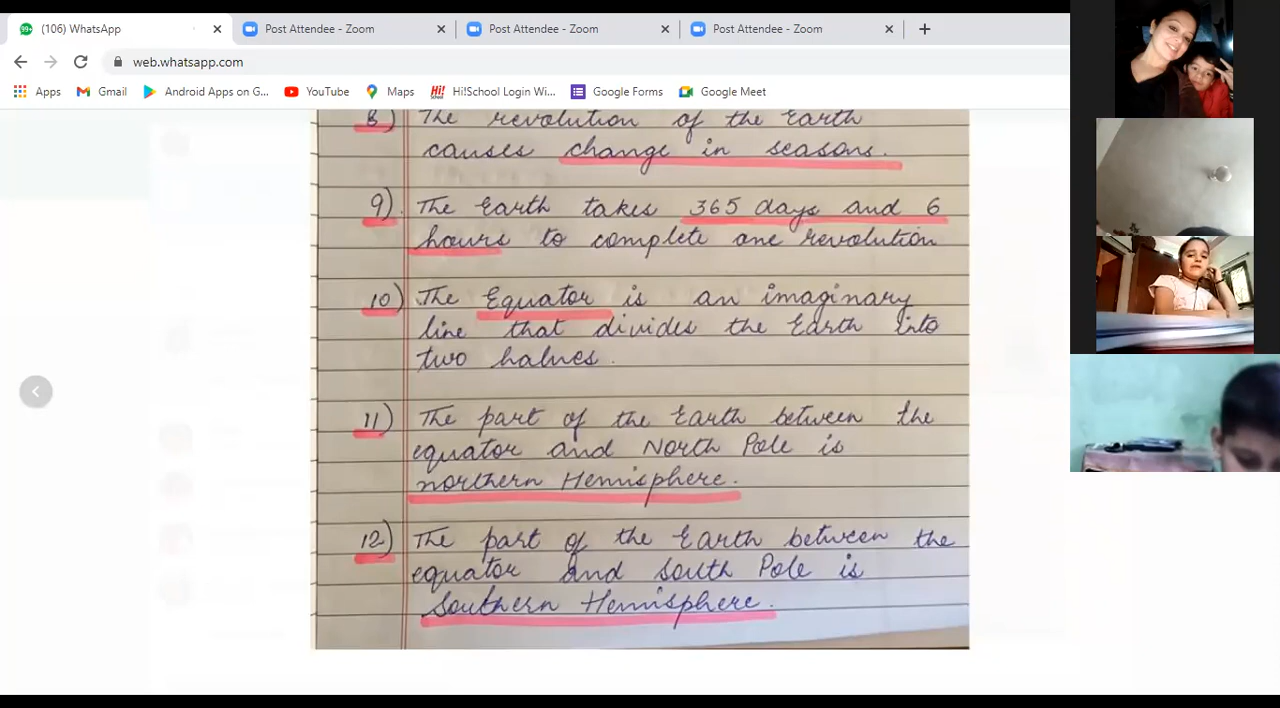 (106) WhatsApp
Post Attendee - Zoom
Post Attendee - Zoom
Post Attendee - Zoom
web.whatsapp.com
Apps
Gmail
Android Apps on G...
YouTube
Maps
Hi!
Hi!School Login Wi...
Google Forms
Google Meet
8) The revolution of the Earth
causes change in seasons.
9) The Earth takes 365 days and 6
hours to complete one revolution
10) The Equator is an imaginary
line that divides the Earth into
two halves.
11) The part of the Earth between the
equator and North Pole is
northern Hemisphere.
12) The part of the Earth between the
equator and south Pole is
Southern Hemisphere.